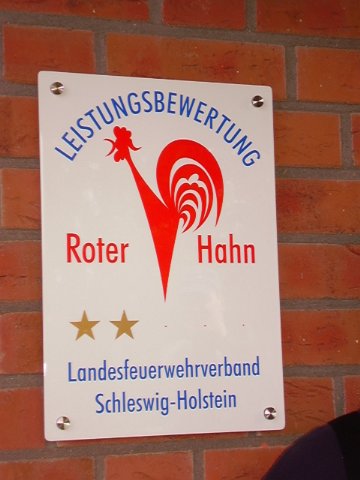 LEISTUNGSBEWERTUNG
Roter Hahn
Landesfeuerwehrverband
Schleswig-Holstein